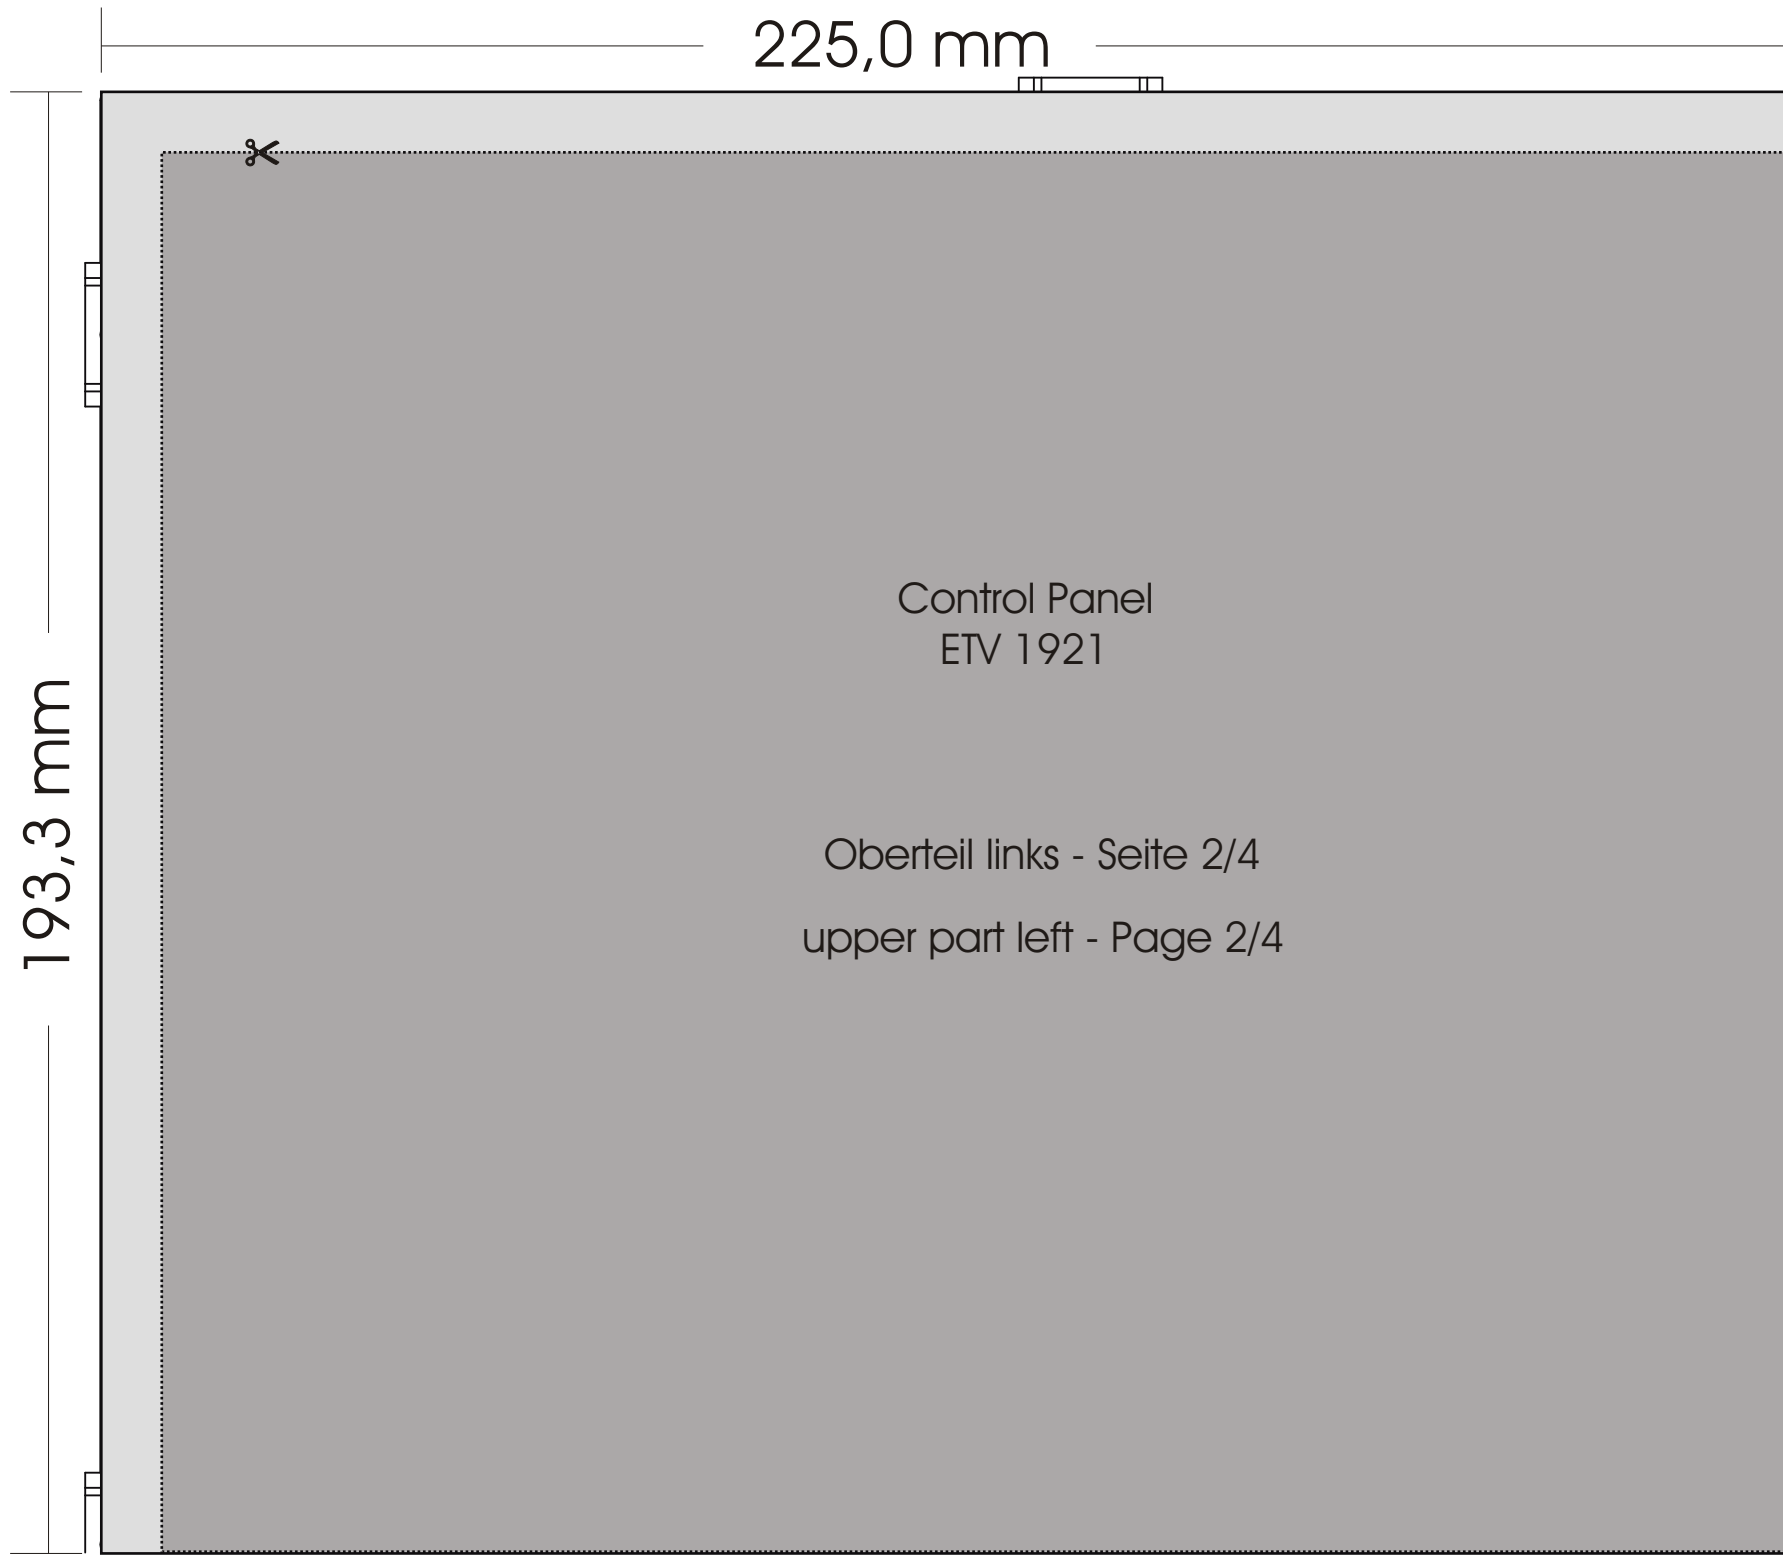 225,0 mm
193,3 mm
Control Panel
ETV 1921
Oberteil links - Seite 2/4
upper part left - Page 2/4